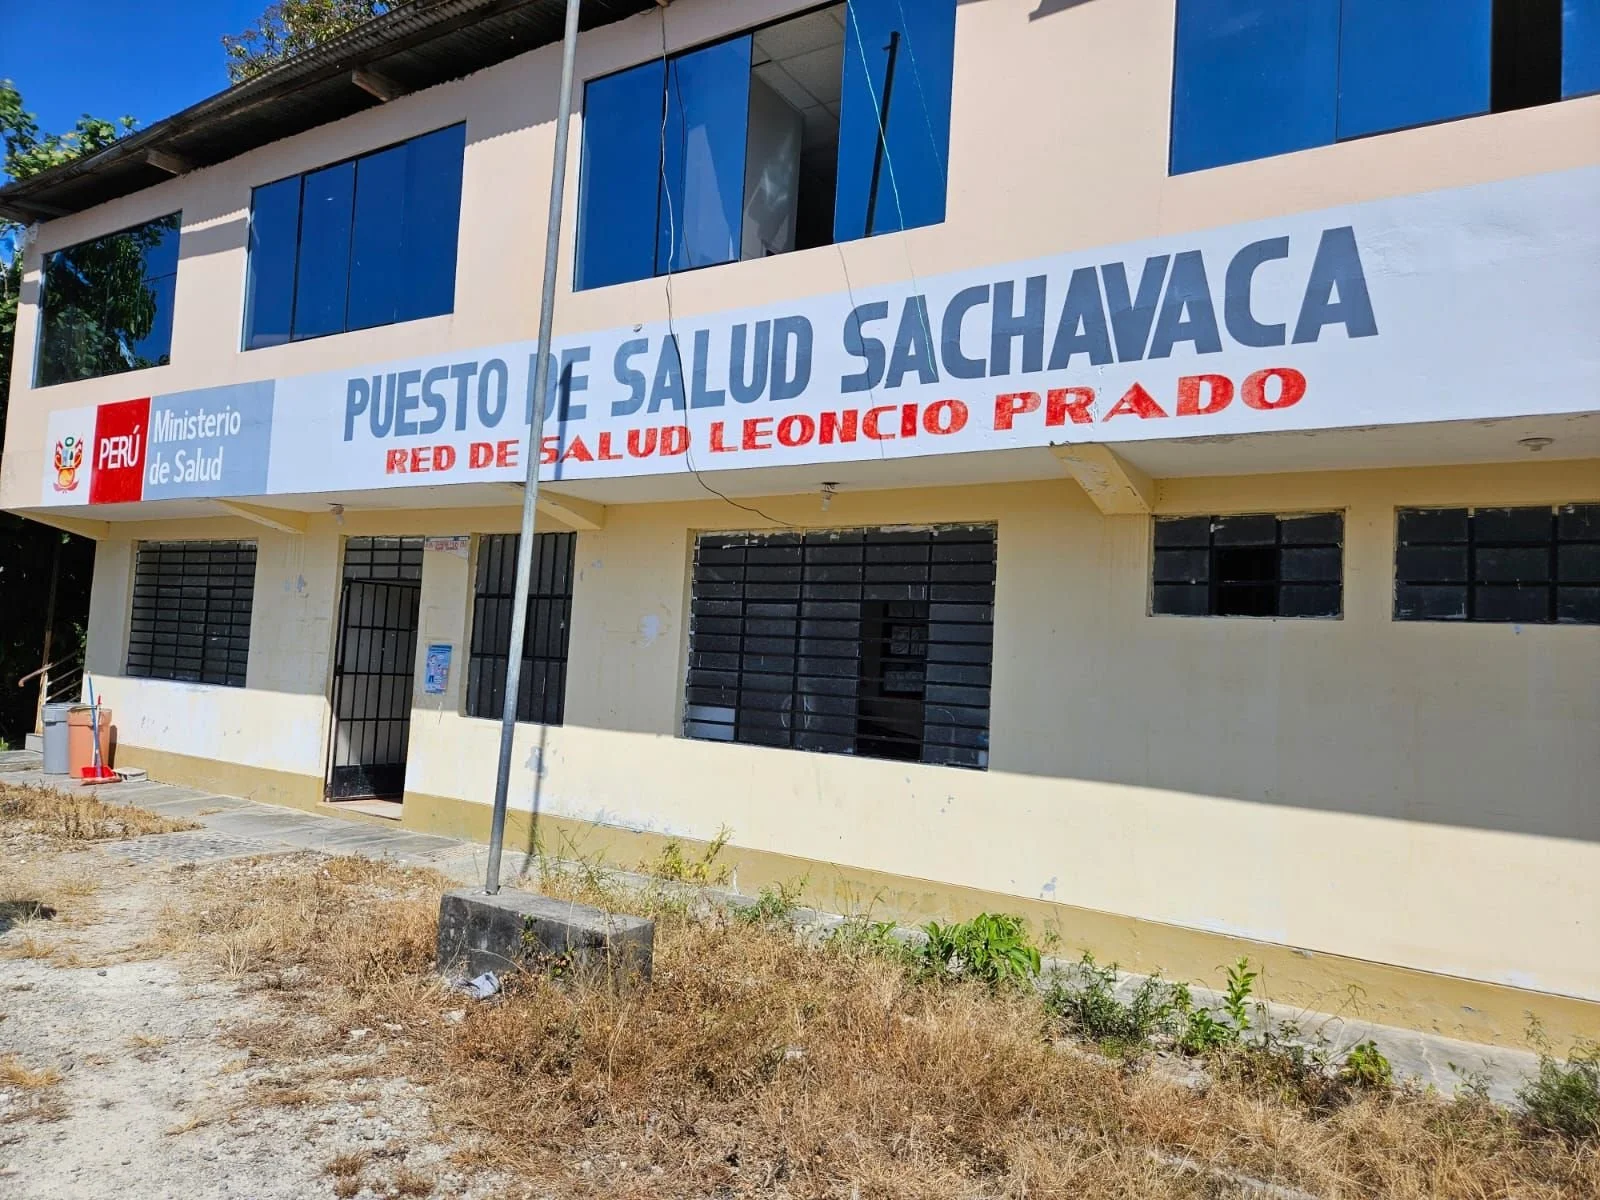 PERÚ
Ministerio
de Salud
PUESTO DE SALUD SACHAVACA
RED DE SALUD LEONCIO PRADO